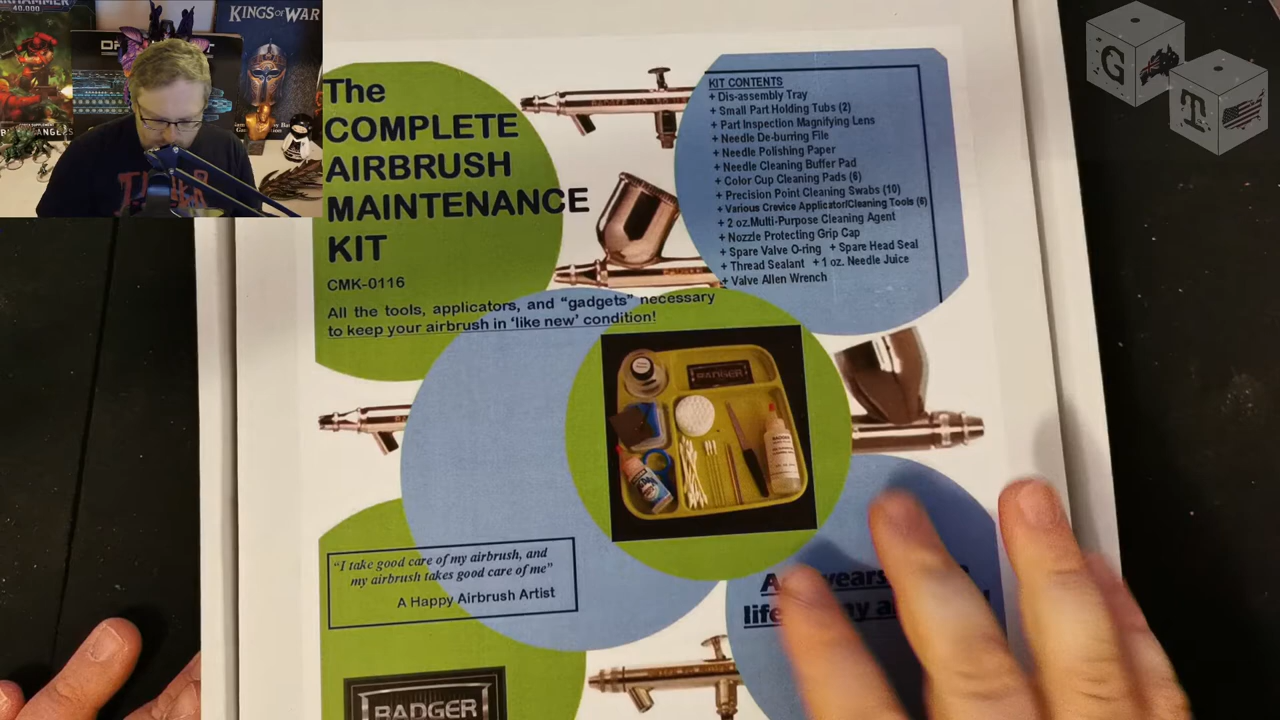 40,000
KINGS OF WAR
G
T
The
COMPLETE
AIRBRUSH
MAINTENANCE
KIT
CMK-0116
All the tools, applicators, and “gadgets” necessary
to keep your airbrush in ‘like new’ condition!
KIT CONTENTS
+ Dis-assembly Tray
+ Small Part Holding Tubs (2)
+ Part Inspection Magnifying Lens
+ Needle De-burring File
+ Needle Polishing Paper
+ Needle Cleaning Buffer Pad
+ Color Cup Cleaning Pads (6)
+ Precision Point Cleaning Swabs (10)
+ Various Crevice Applicator/Cleaning Tools (6)
+ 2 oz.Multi-Purpose Cleaning Agent
+ Nozzle Protecting Grip Cap
+ Spare Valve O-ring + Spare Head Seal
+ Thread Sealant + 1 oz. Needle Juice
+ Valve Allen Wrench
BADGER
“I take good care of my airbrush, and
my airbrush takes good care of me”
A Happy Airbrush Artist
years
BADGER